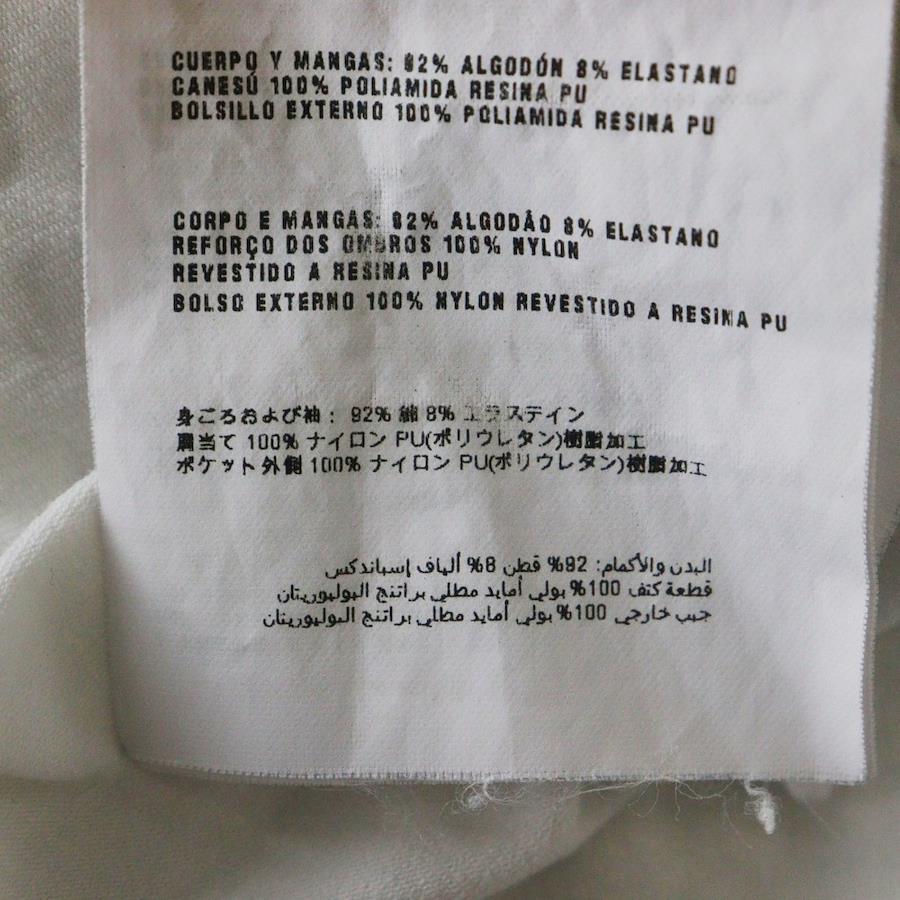 CUERPO Y MANGAS: 92% ALGODÓN 8% ELASTANO
CANESÚ 100% POLIAMIDA RESINA PU
BOLSILLO EXTERNO 100% POLIAMIDA RESINA PU
CORPO E MANGAS: 92% ALGODÃO 8% ELASTANO
REFORÇO DOS OMBROS 100% NYLON
REVESTIDO A RESINA PU
BOLSO EXTERNO 100% NYLON REVESTIDO A RESINA PU
身ごろおよび袖： 92% 綿 8% エラステイン
肩当て 100% ナイロン PU(ポリウレタン)樹脂加工
ポケット外側 100% ナイロン PU(ポリウレタン)樹脂加工
البدن والأكمام: 92% قطن 8% ألياف إسباندكس
قطعة كتف 100% بولي أمايد مطلي براتنج البوليوريتان
جيب خارجي 100% بولي أمايد مطلي براتنج البوليوريتان